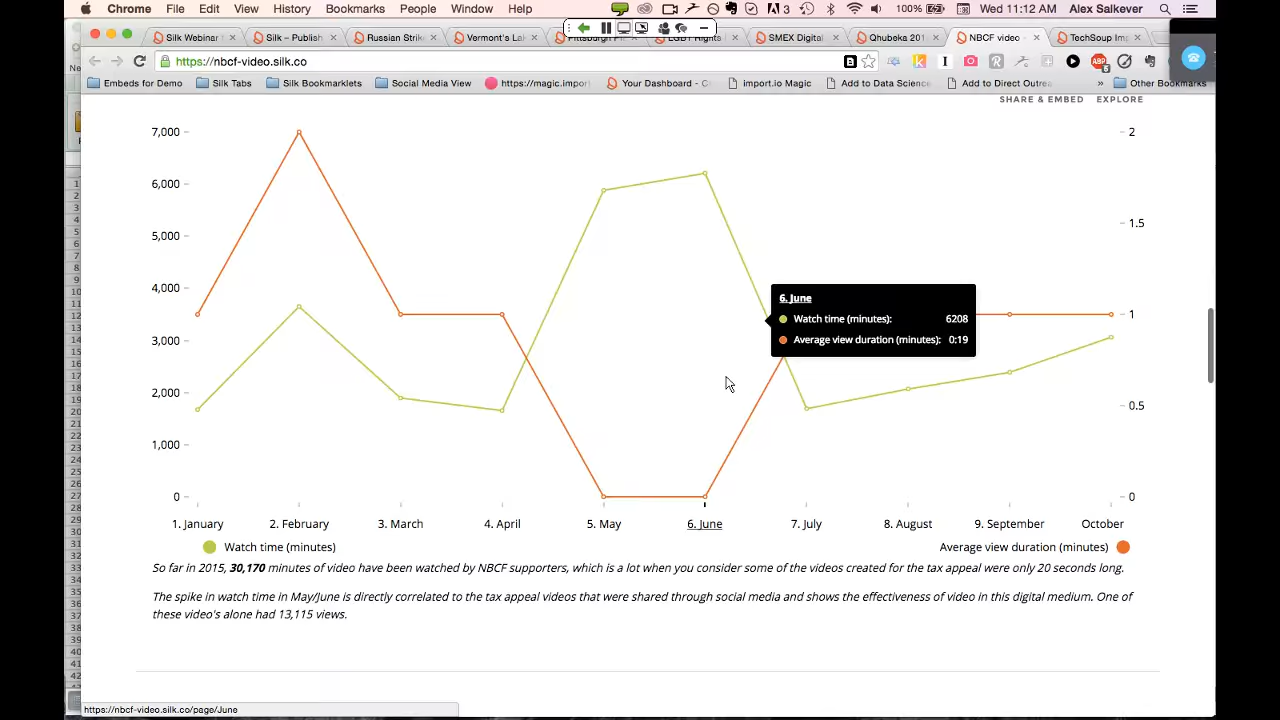 Chrome File Edit View History Bookmarks People Window Help 3 100% Wed 11:12 AM Alex Salkever
Silk Webinar Silk – Publish Russian Strike Vermont's La Pittsburgh LGBT Rights SMEX Digital Qhubeka 201 NBCF video - TechSoup Ima
https://nbcf-video.silk.co
Embeds for Demo Silk Tabs Silk Bookmarklets Social Media View https://magic.import Your Dashboard - import.io Magic Add to Data Science Add to Direct Outrea » Other Bookmarks
SHARE & EMBED EXPLORE
7,000 2
6,000
1.5
5,000
4,000
6. June
Watch time (minutes): 6208
1
3,000
Average view duration (minutes): 0:19
2,000
0.5
1,000
0 0
1. January 2. February 3. March 4. April 5. May 6. June 7. July 8. August 9. September October
Watch time (minutes) Average view duration (minutes)
So far in 2015, 30,170 minutes of video have been watched by NBCF supporters, which is a lot when you consider some of the videos created for the tax appeal were only 20 seconds long.
The spike in watch time in May/June is directly correlated to the tax appeal videos that were shared through social media and shows the effectiveness of video in this digital medium. One of
these video's alone had 13,115 views.
https://nbcf-video.silk.co/page/June